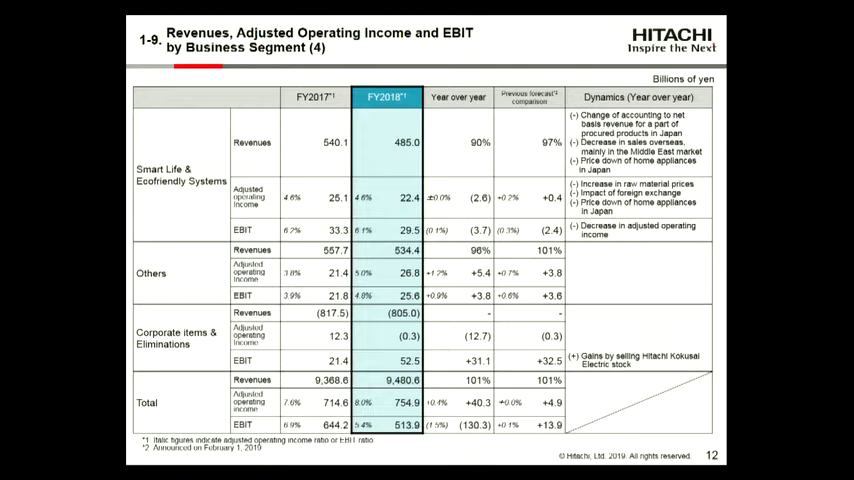 1-9. Revenues, Adjusted Operating Income and EBIT
by Business Segment (4)
HITACHI
Inspire the Next
Billions of yen
FY2017*1 FY2018*1 Year over year Previous forecast*2 comparison Dynamics (Year over year)
Smart Life &
Ecofriendly Systems
Revenues 540.1 485.0 90% 97%
(-) Change of accounting to net
basis revenue for a part of
procured products in Japan
(-) Decrease in sales overseas,
mainly in the Middle East market
(-) Price down of home appliances
in Japan
Adjusted operating income 4.6% 25.1 4.6% 22.4 ±0.0% (2.6) +0.2% +0.4
(-) Increase in raw material prices
(-) Impact of foreign exchange
(-) Price down of home appliances
in Japan
EBIT 6.2% 33.3 6.1% 29.5 (0.1%) (3.7) (0.3%) (2.4)
(-) Decrease in adjusted operating
income
Others
Revenues 557.7 534.4 96% 101%
Adjusted operating income 3.8% 21.4 5.0% 26.8 +1.2% +5.4 +0.7% +3.8
EBIT 3.9% 21.8 4.8% 25.6 +0.9% +3.8 +0.6% +3.6
Corporate items &
Eliminations
Revenues (817.5) (805.0) - -
Adjusted operating income 12.3 (0.3) (12.7) (0.3)
EBIT 21.4 52.5 +31.1 +32.5
(+) Gains by selling Hitachi Kokusai
Electric stock
Total
Revenues 9,368.6 9,480.6 101% 101%
Adjusted operating income 7.6% 714.6 8.0% 754.9 +0.4% +40.3 +0.0% +4.9
EBIT 6.9% 644.2 5.4% 513.9 (1.5%) (130.3) +0.1% +13.9
*1 Italic figures indicate adjusted operating income ratio or EBIT ratio
*2 Announced on February 1, 2019
© Hitachi, Ltd. 2019. All rights reserved. 12